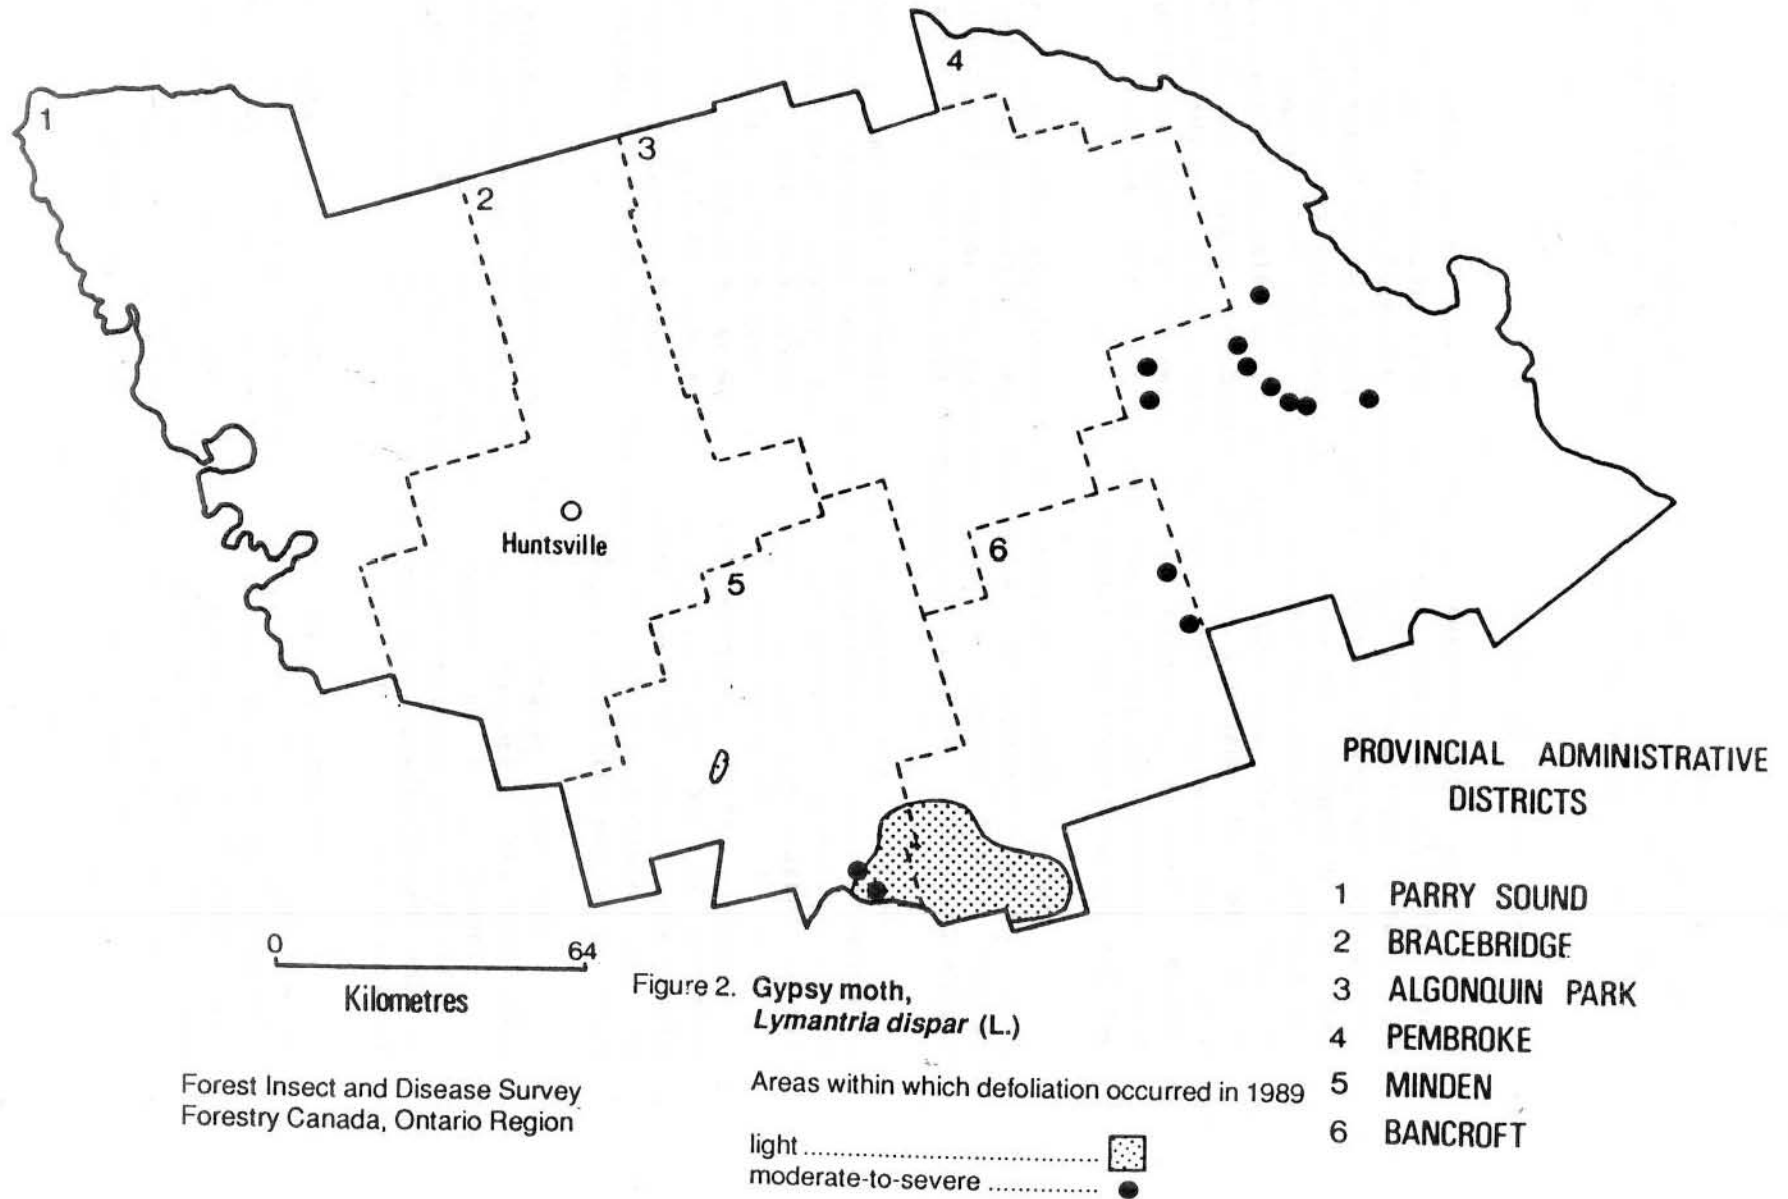 1
2
3
4
5
6
Huntsville
0 64
Kilometres
Forest Insect and Disease Survey
Forestry Canada, Ontario Region
Figure 2. Gypsy moth,
Lymantria dispar (L.)
Areas within which defoliation occurred in 1989
light ......................................
moderate-to-severe ..............
PROVINCIAL ADMINISTRATIVE
DISTRICTS
1 PARRY SOUND
2 BRACEBRIDGE
3 ALGONQUIN PARK
4 PEMBROKE
5 MINDEN
6 BANCROFT